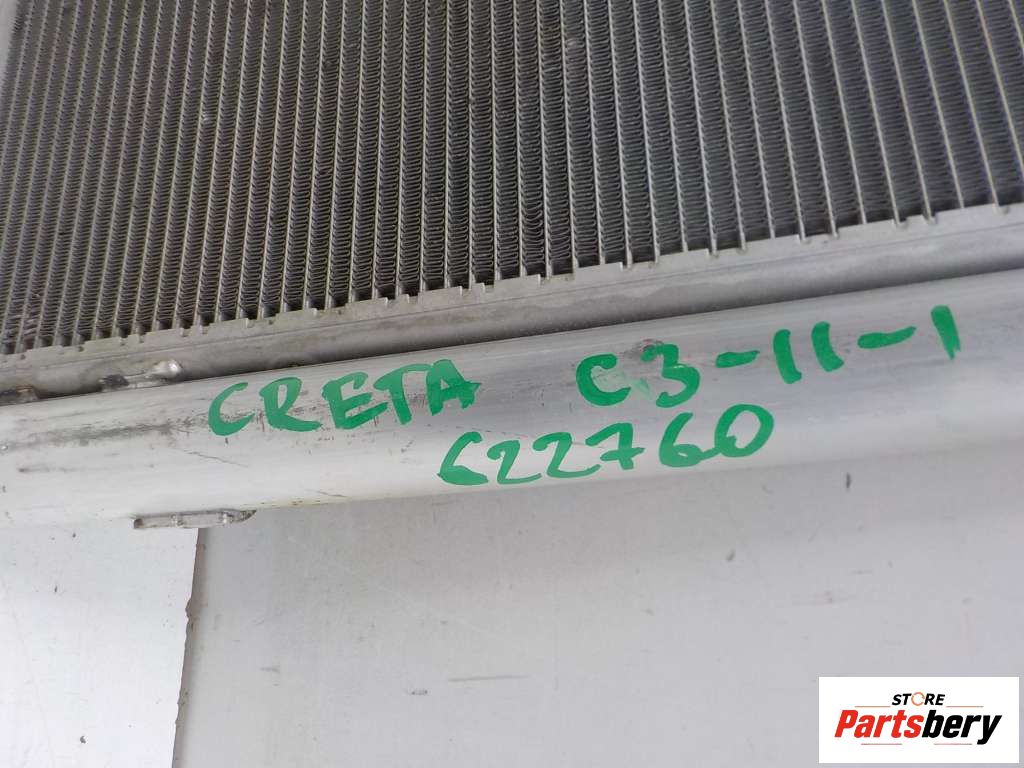 CRETA C3-11-1
622760
STORE
Partsbery